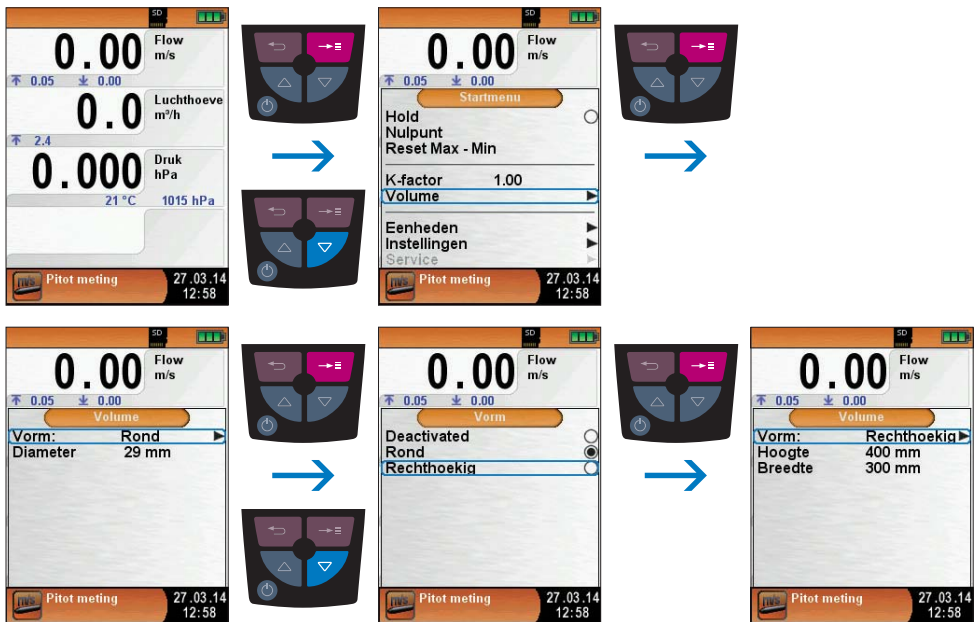 SD
0.00 Flow m/s
0.05 0.00
0.0 Luchthoeve m³/h
2.4
0.000 Druk hPa
21 °C 1015 hPa
Pitot meting 27.03.14
12:58
SD
0.00 Flow m/s
0.05 0.00
Startmenu
Hold
Nulpunt
Reset Max - Min
K-factor 1.00
Volume
Eenheden
Instellingen
Service
Pitot meting 27.03.14
12:58
SD
0.00 Flow m/s
0.05 0.00
Volume
Vorm: Rond
Diameter 29 mm
Pitot meting 27.03.14
12:58
SD
0.00 Flow m/s
0.05 0.00
Vorm
Deactivated
Rond
Rechthoekig
Pitot meting 27.03.14
12:58
SD
0.00 Flow m/s
0.05 0.00
Volume
Vorm: Rechthoekig
Hoogte 400 mm
Breedte 300 mm
Pitot meting 27.03.14
12:58